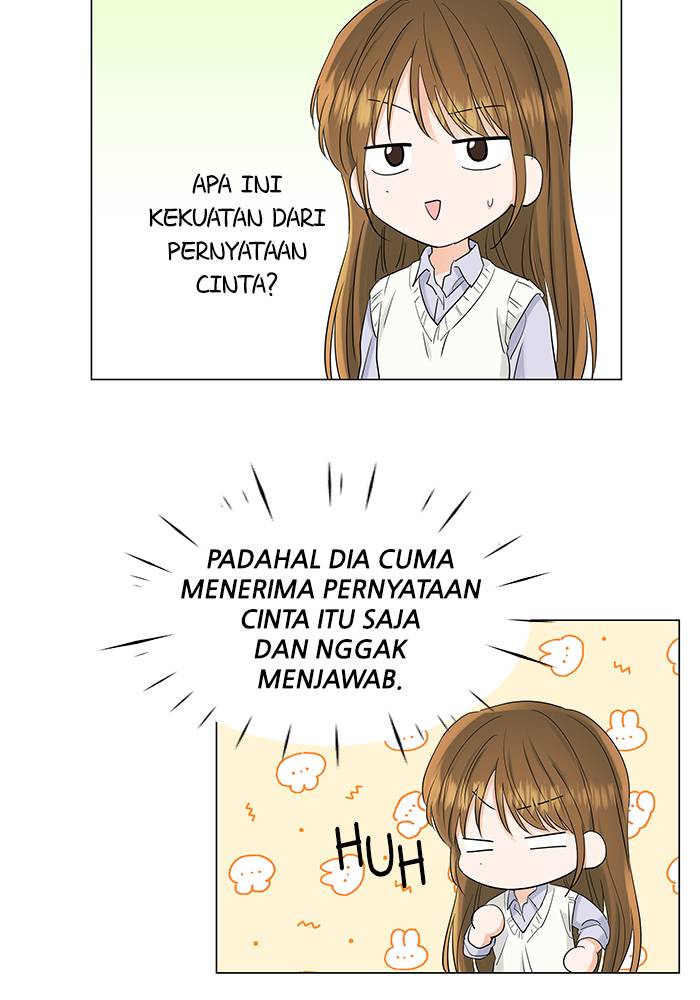 APA INI
KEKUATAN DARI
PERNYATAAN
CINTA?
PADAHAL DIA CUMA
MENERIMA PERNYATAAN
CINTA ITU SAJA
DAN NGGAK
MENJAWAB.
HUH